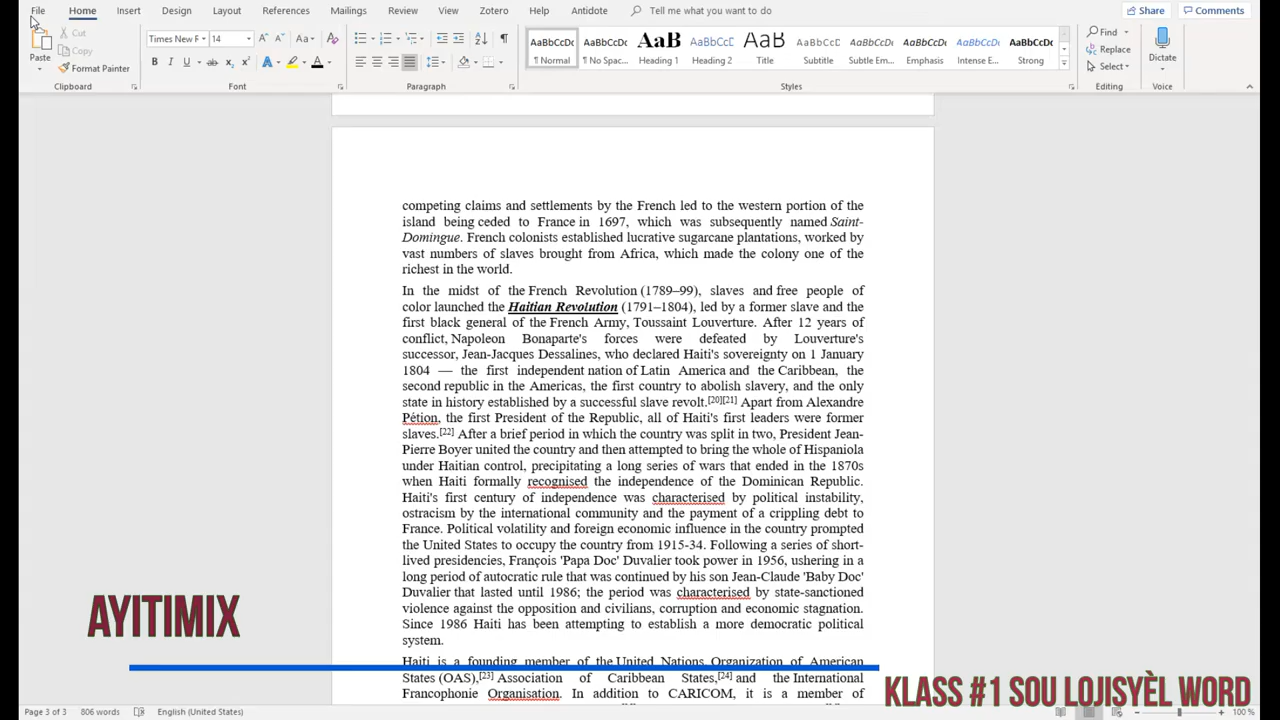 File Home Insert Design Layout References Mailings Review View Zotero Help Antidote Tell me what you want to do Share Comments
Paste Cut Copy Format Painter
Times New F 14 Aa
AaBbCcDc AaBbCcDc AaB AaBbCcD AaB AaBbCcD AaBbCcDc AaBbCcDc AaBbCcDc AaBbCcDc
¶ Normal ¶ No Spac... Heading 1 Heading 2 Title Subtitle Subtle Em... Emphasis Intense E... Strong
Find Replace Select Dictate
Clipboard Font Paragraph Styles Editing Voice
competing claims and settlements by the French led to the western portion of the
island being ceded to France in 1697, which was subsequently named Saint-
Domingue. French colonists established lucrative sugarcane plantations, worked by
vast numbers of slaves brought from Africa, which made the colony one of the
richest in the world.
In the midst of the French Revolution (1789–99), slaves and free people of
color launched the Haitian Revolution (1791–1804), led by a former slave and the
first black general of the French Army, Toussaint Louverture. After 12 years of
conflict, Napoleon Bonaparte's forces were defeated by Louverture's
successor, Jean-Jacques Dessalines, who declared Haiti's sovereignty on 1 January
1804 — the first independent nation of Latin America and the Caribbean, the
second republic in the Americas, the first country to abolish slavery, and the only
state in history established by a successful slave revolt.[20][21] Apart from Alexandre
Pétion, the first President of the Republic, all of Haiti's first leaders were former
slaves.[22] After a brief period in which the country was split in two, President Jean-
Pierre Boyer united the country and then attempted to bring the whole of Hispaniola
under Haitian control, precipitating a long series of wars that ended in the 1870s
when Haiti formally recognised the independence of the Dominican Republic.
Haiti's first century of independence was characterised by political instability,
ostracism by the international community and the payment of a crippling debt to
France. Political volatility and foreign economic influence in the country prompted
the United States to occupy the country from 1915-34. Following a series of short-
lived presidencies, François 'Papa Doc' Duvalier took power in 1956, ushering in a
long period of autocratic rule that was continued by his son Jean-Claude 'Baby Doc'
Duvalier that lasted until 1986; the period was characterised by state-sanctioned
violence against the opposition and civilians, corruption and economic stagnation.
Since 1986 Haiti has been attempting to establish a more democratic political
system.
Haiti is a founding member of the United Nations, Organization of American
States (OAS),[23] Association of Caribbean States,[24] and the International
Francophonie Organisation. In addition to CARICOM, it is a member of
AYITIMIX
KLASS #1 SOU LOJISYÈL WORD
Page 3 of 3 806 words English (United States) 100 %